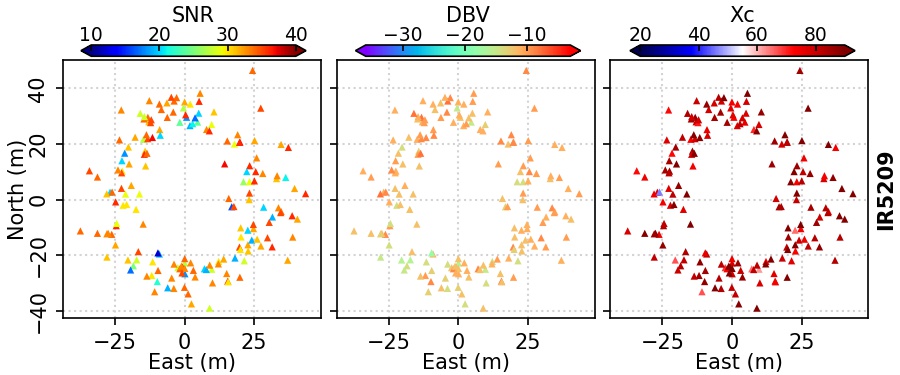 SNR DBV Xc
10 20 30 40 −30 −20 −10 20 40 60 80
40
20
0
−20
−40
North (m)
−25 0 25 −25 0 25 −25 0 25
East (m) East (m) East (m)
IR5209